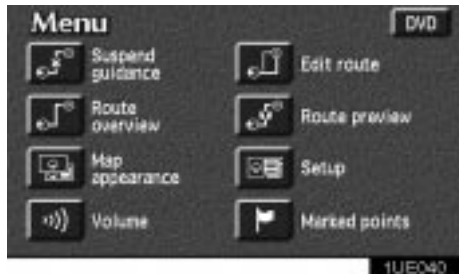 Menu
DVD
Suspend
guidance
Edit route
Route
overview
Route preview
Map
appearance
Setup
Volume
Marked points
1UE040